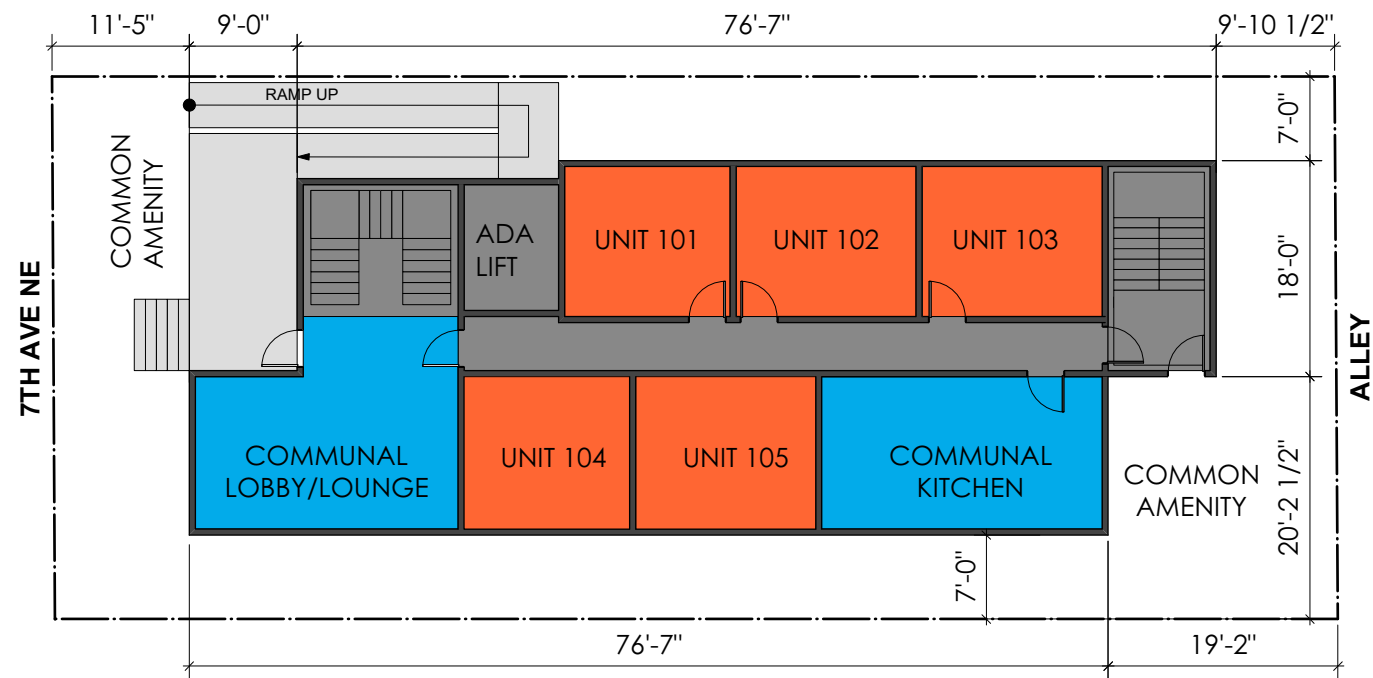 11'-5"
9'-0"
76'-7"
9'-10 1/2"
RAMP UP
7'-0"
COMMON
AMENITY
ADA
LIFT
UNIT 101
UNIT 102
UNIT 103
18'-0"
7TH AVE NE
ALLEY
COMMUNAL
LOBBY/LOUNGE
UNIT 104
UNIT 105
COMMUNAL
KITCHEN
COMMON
AMENITY
20'-2 1/2"
7'-0"
76'-7"
19'-2"